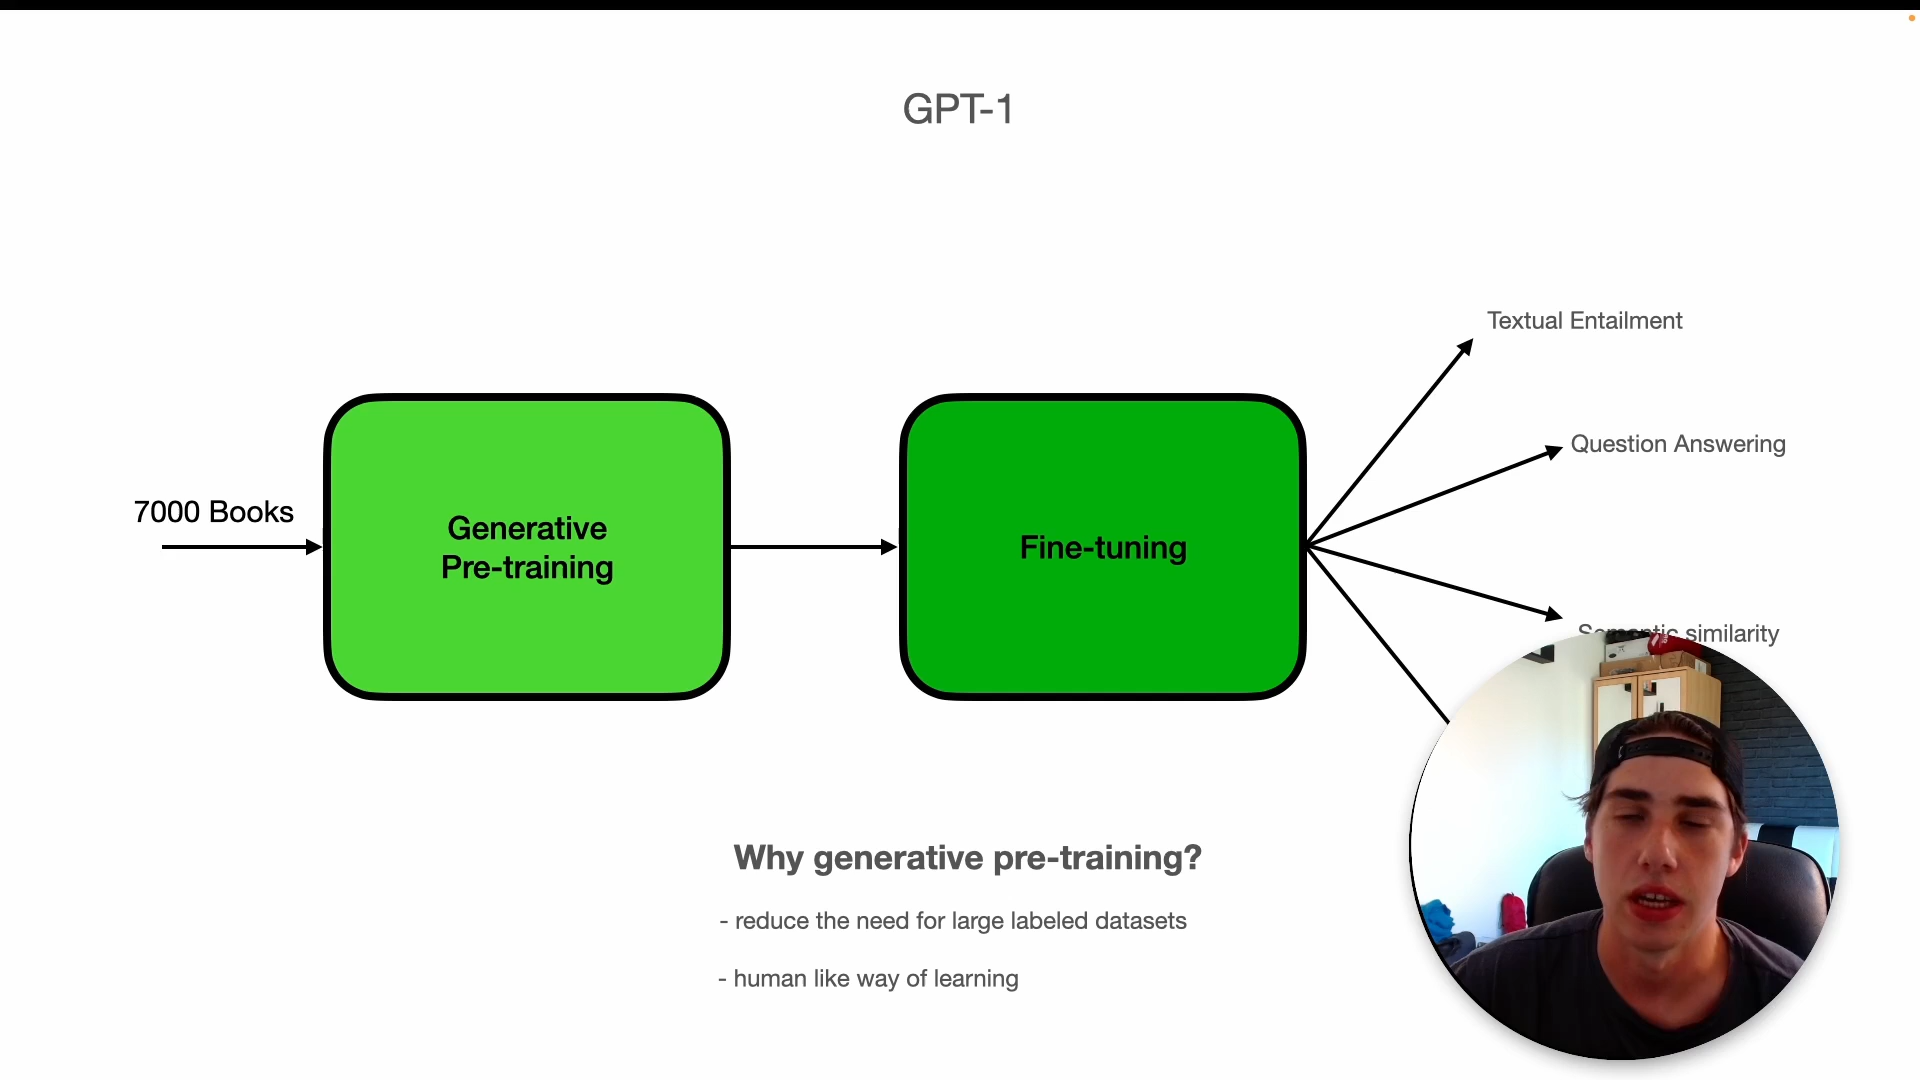 GPT-1
Textual Entailment
Question Answering
7000 Books
Generative
Pre-training
Fine-tuning
Semantic similarity
Why generative pre-training?
- reduce the need for large labeled datasets
- human like way of learning